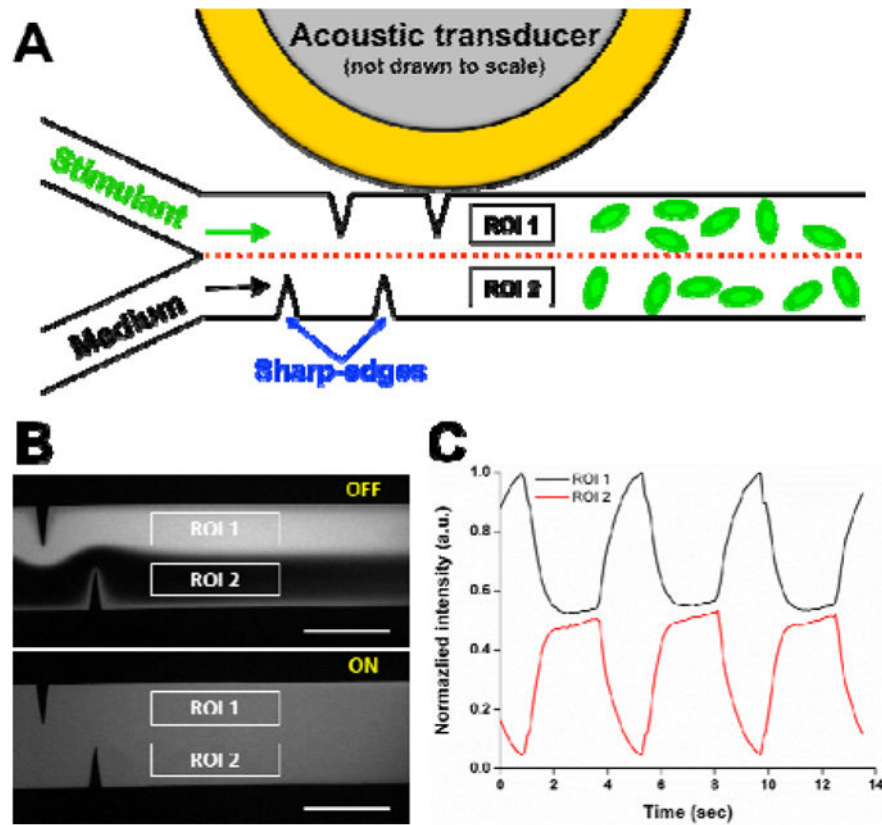 A
Acoustic transducer
(not drawn to scale)
Stimulant
ROI 1
ROI 2
Medium
Sharp-edges
B
OFF
ROI 1
ROI 2
ON
ROI 1
ROI 2
C
ROI 1
ROI 2
Normazlied intensity (a.u.)
1.0
0.8
0.6
0.4
0.2
0.0
0 2 4 6 8 10 12 14
Time (sec)